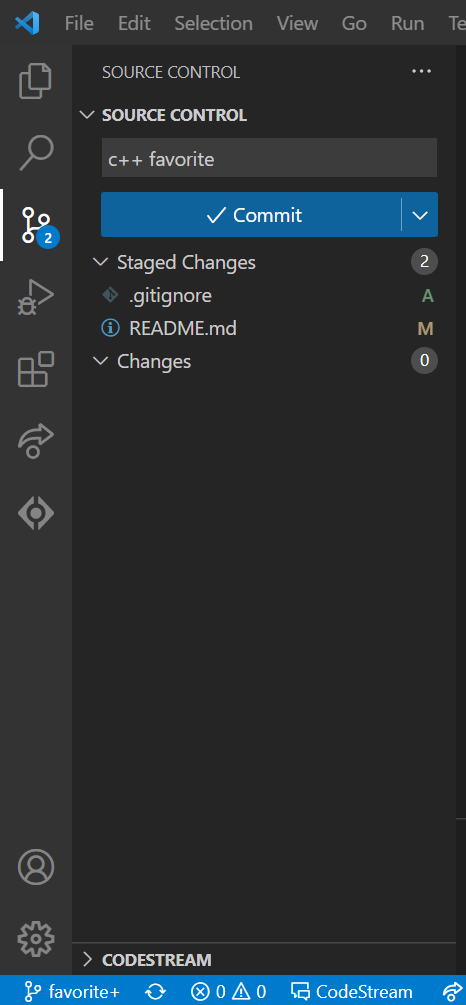 File Edit Selection View Go Run Te
SOURCE CONTROL
SOURCE CONTROL
c++ favorite
Commit
2
Staged Changes 2
.gitignore A
README.md M
Changes 0
CODESTREAM
favorite+ 0 0 CodeStream